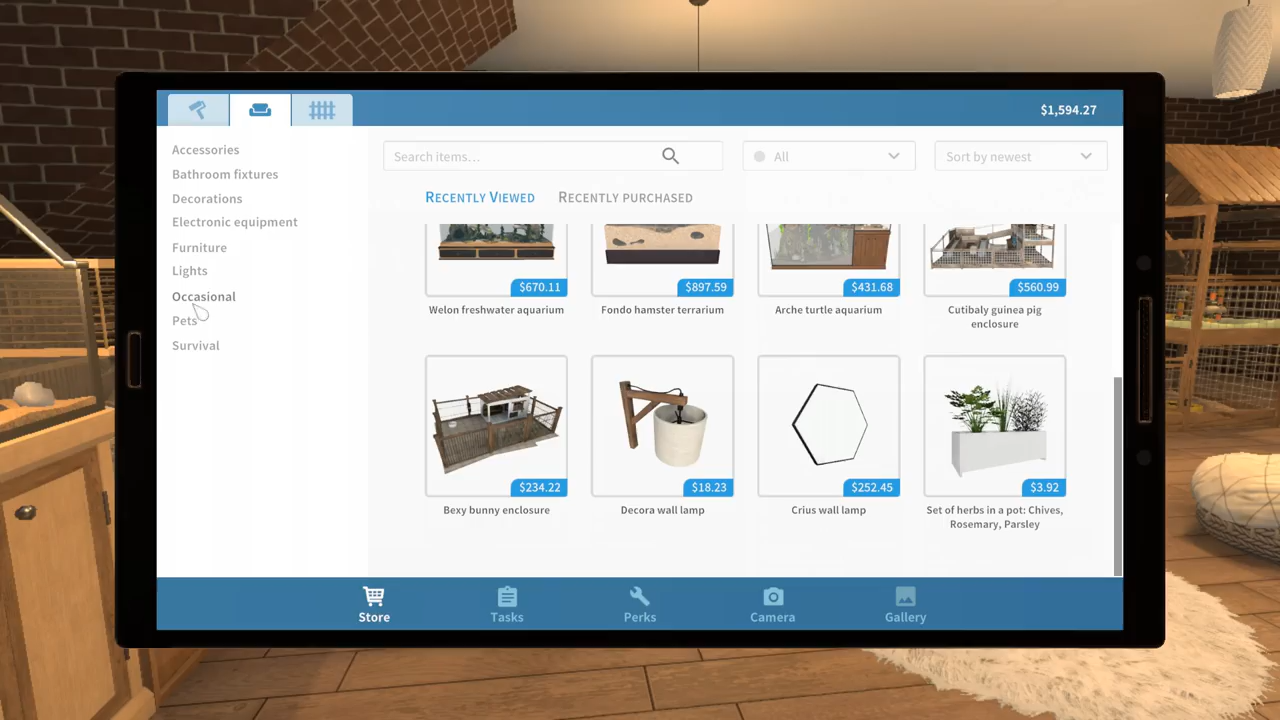 $1,594.27
Accessories
Bathroom fixtures
Decorations
Electronic equipment
Furniture
Lights
Occasional
Pets
Survival
Search items...
All
Sort by newest
RECENTLY VIEWED
RECENTLY PURCHASED
$670.11
$897.59
$431.68
$560.99
Welon freshwater aquarium
Fondo hamster terrarium
Arche turtle aquarium
Cutibaly guinea pig
enclosure
$234.22
$18.23
$252.45
$3.92
Bexy bunny enclosure
Decora wall lamp
Crius wall lamp
Set of herbs in a pot: Chives,
Rosemary, Parsley
Store
Tasks
Perks
Camera
Gallery